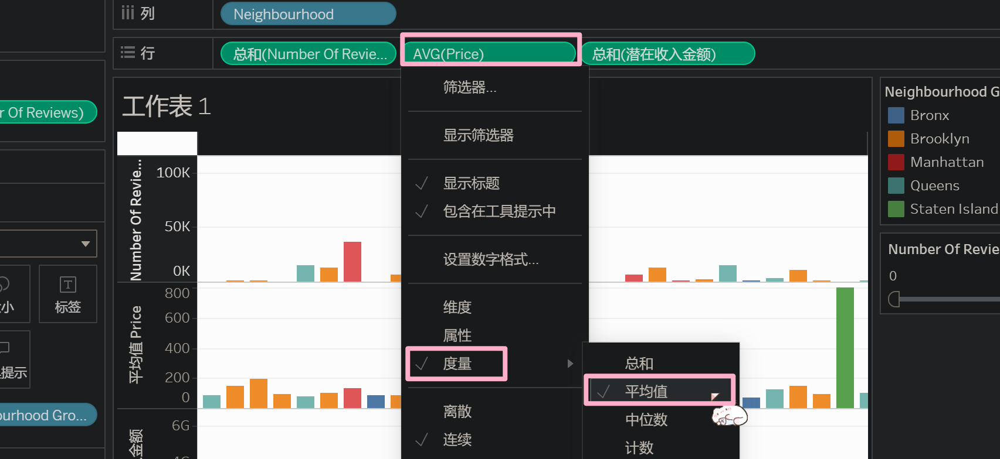 列
Neighbourhood
行
总和(Number Of Revie...
AVG(Price)
总和(潜在收入金额)
r Of Reviews)
小
标签
提示
urhood Gro...
工作表 1
Number Of Revie...
100K
50K
0K
平均值 Price
800
600
400
200
0
金额
6G
筛选器...
显示筛选器
显示标题
包含在工具提示中
设置数字格式...
维度
属性
度量
离散
连续
总和
平均值
中位数
计数
Neighbourhood G
Bronx
Brooklyn
Manhattan
Queens
Staten Island
Number Of Revie
0